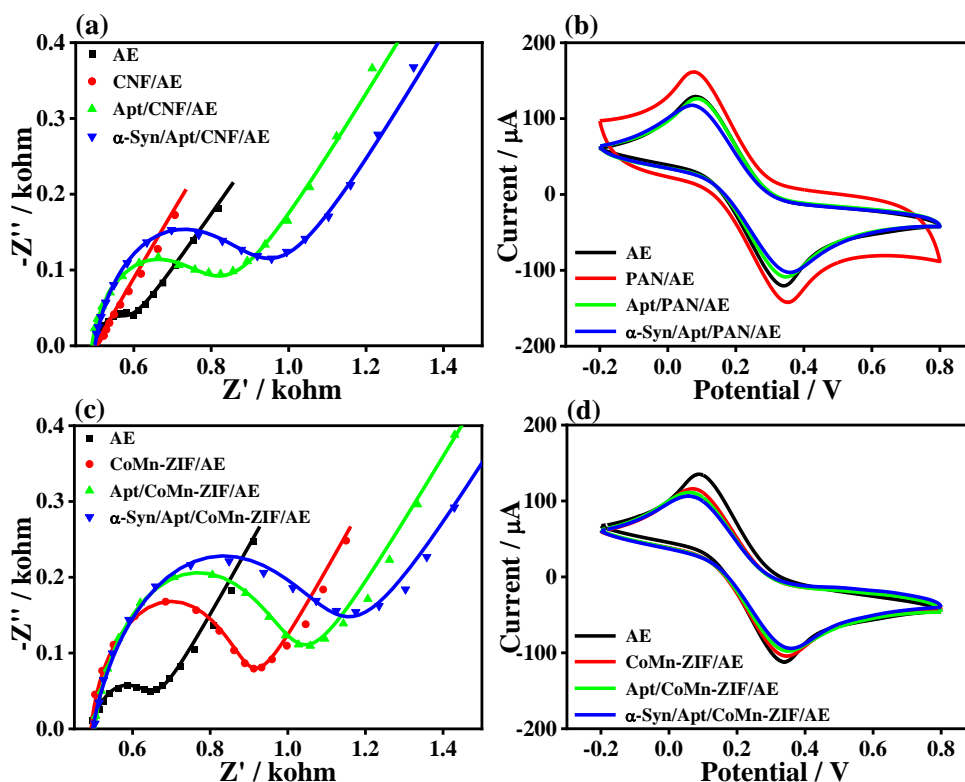 (a)
AE
CNF/AE
Apt/CNF/AE
α-Syn/Apt/CNF/AE
-Z'' / kohm
0.4
0.3
0.2
0.1
0.0
0.6 0.8 1.0 1.2 1.4
Z' / kohm
(b)
Current / μA
200
100
0
-100
-200
AE
PAN/AE
Apt/PAN/AE
α-Syn/Apt/PAN/AE
-0.2 0.0 0.2 0.4 0.6 0.8
Potential / V
(c)
AE
CoMn-ZIF/AE
Apt/CoMn-ZIF/AE
α-Syn/Apt/CoMn-ZIF/AE
-Z'' / kohm
0.4
0.3
0.2
0.1
0.0
0.6 0.8 1.0 1.2 1.4
Z' / kohm
(d)
Current / μA
200
100
0
-100
-200
AE
CoMn-ZIF/AE
Apt/CoMn-ZIF/AE
α-Syn/Apt/CoMn-ZIF/AE
-0.2 0.0 0.2 0.4 0.6 0.8
Potential / V